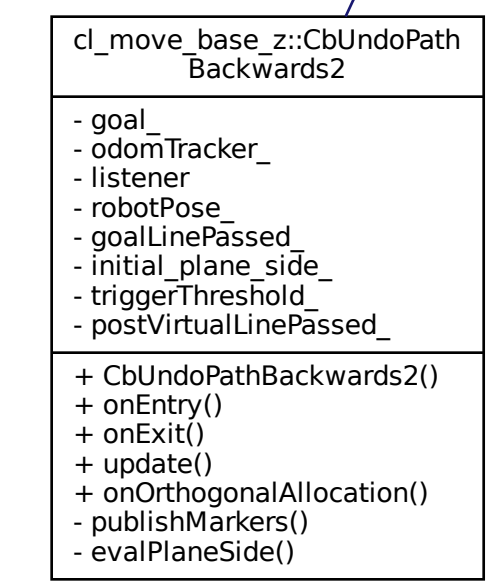 cl_move_base_z::CbUndoPath
Backwards2
- goal_
- odomTracker_
- listener
- robotPose_
- goalLinePassed_
- initial_plane_side_
- triggerThreshold_
- postVirtualLinePassed_
+ CbUndoPathBackwards2()
+ onEntry()
+ onExit()
+ update()
+ onOrthogonalAllocation()
- publishMarkers()
- evalPlaneSide()